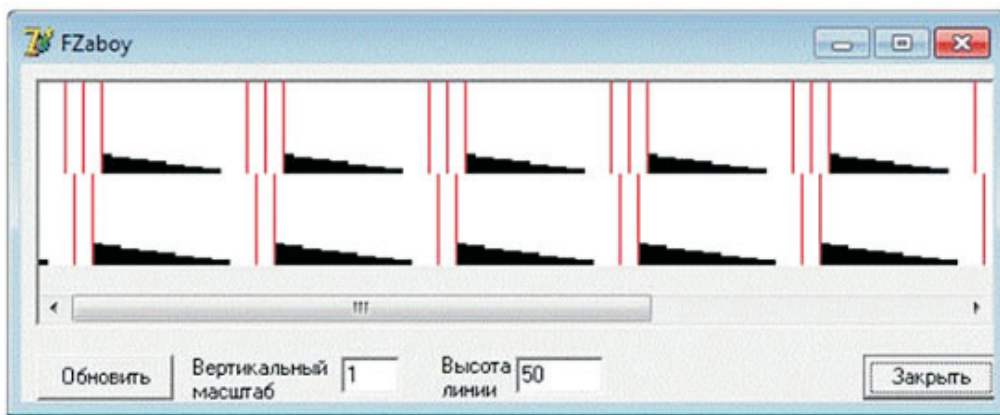 FZaboy
Обновить
Вертикальный
масштаб
1
Высота
линии
50
Закрыть